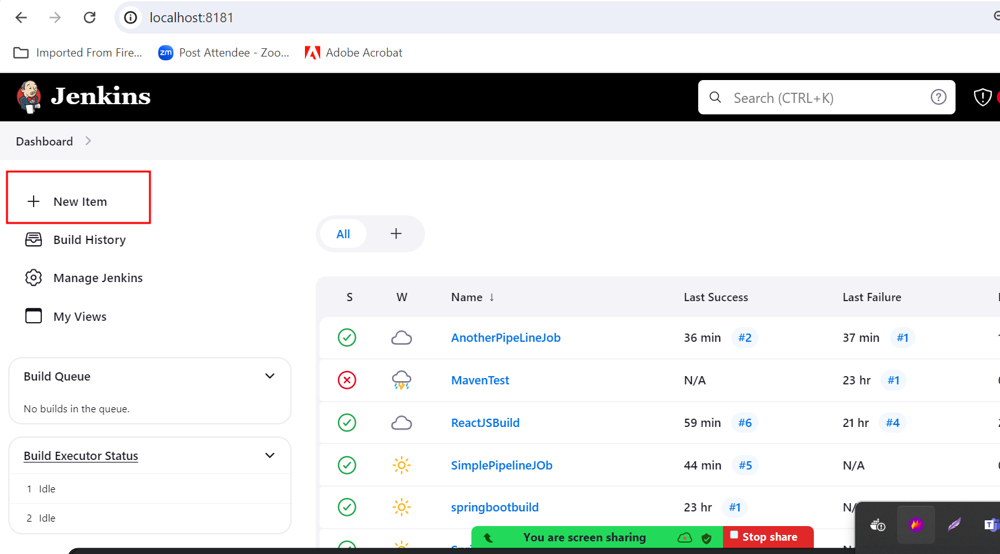 localhost:8181
Imported From Fire...
zm Post Attendee - Zoo...
Adobe Acrobat
Jenkins
Search (CTRL+K)
Dashboard
New Item
Build History
Manage Jenkins
My Views
All
S W Name ↓ Last Success Last Failure
AnotherPipeLineJob 36 min #2 37 min #1
MavenTest N/A 23 hr #1
ReactJSBuild 59 min #6 21 hr #4
SimplePipelineJOb 44 min #5 N/A
springbootbuild 23 hr #1
Build Queue
No builds in the queue.
Build Executor Status
1 Idle
2 Idle
You are screen sharing
Stop share